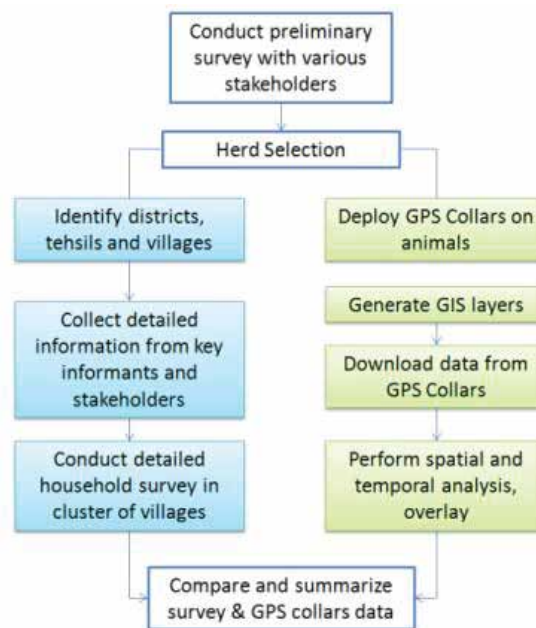 Conduct preliminary
survey with various
stakeholders
Herd Selection
Identify districts,
tehsils and villages
Collect detailed
information from key
informants and
stakeholders
Conduct detailed
household survey in
cluster of villages
Deploy GPS Collars on
animals
Generate GIS layers
Download data from
GPS Collars
Perform spatial and
temporal analysis,
overlay
Compare and summarize
survey & GPS collars data